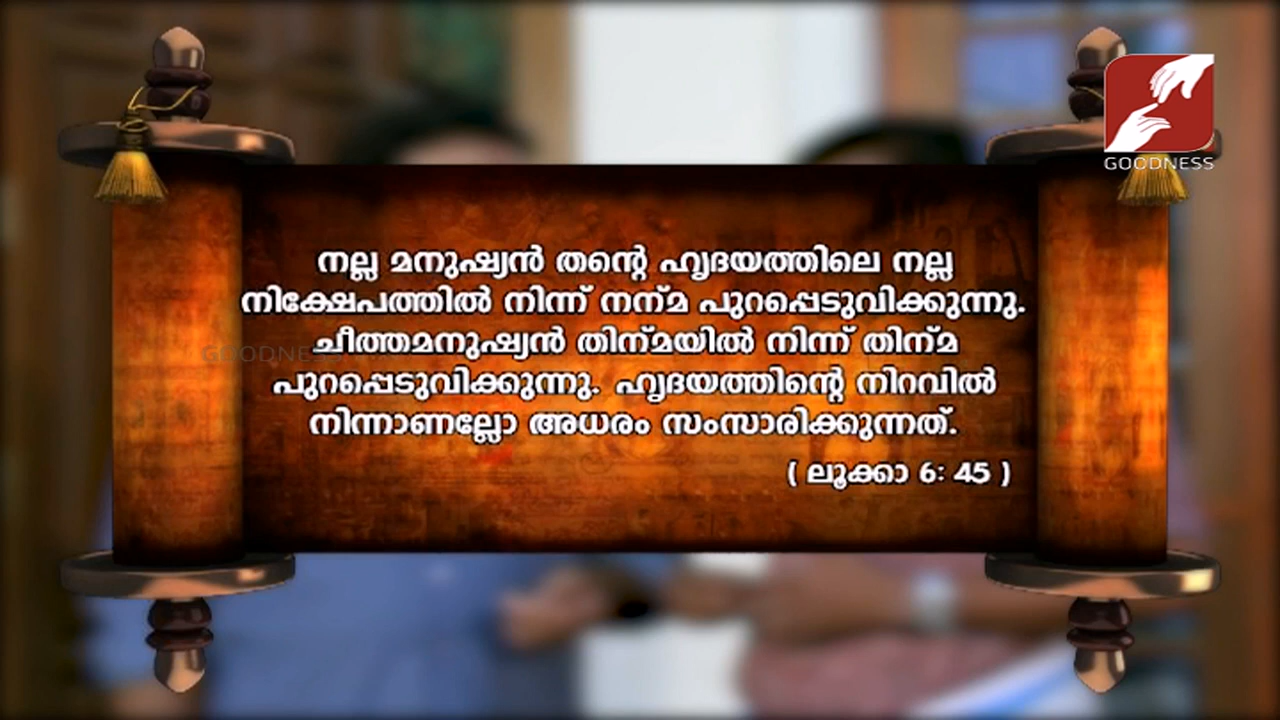 GOODNESS
നല്ല മനുഷ്യൻ തന്റെ ഹൃദയത്തിലെ നല്ല
നിക്ഷേപത്തിൽ നിന്ന് നന്മ പുറപ്പെടുവിക്കുന്നു.
ചീത്തമനുഷ്യൻ തിന്മയിൽ നിന്ന് തിന്മ
GOODNESS
പുറപ്പെടുവിക്കുന്നു. ഹൃദയത്തിന്റെ നിറവിൽ
നിന്നാണല്ലോ അധരം സംസാരിക്കുന്നത്.
( ലൂക്കാ 6: 45 )